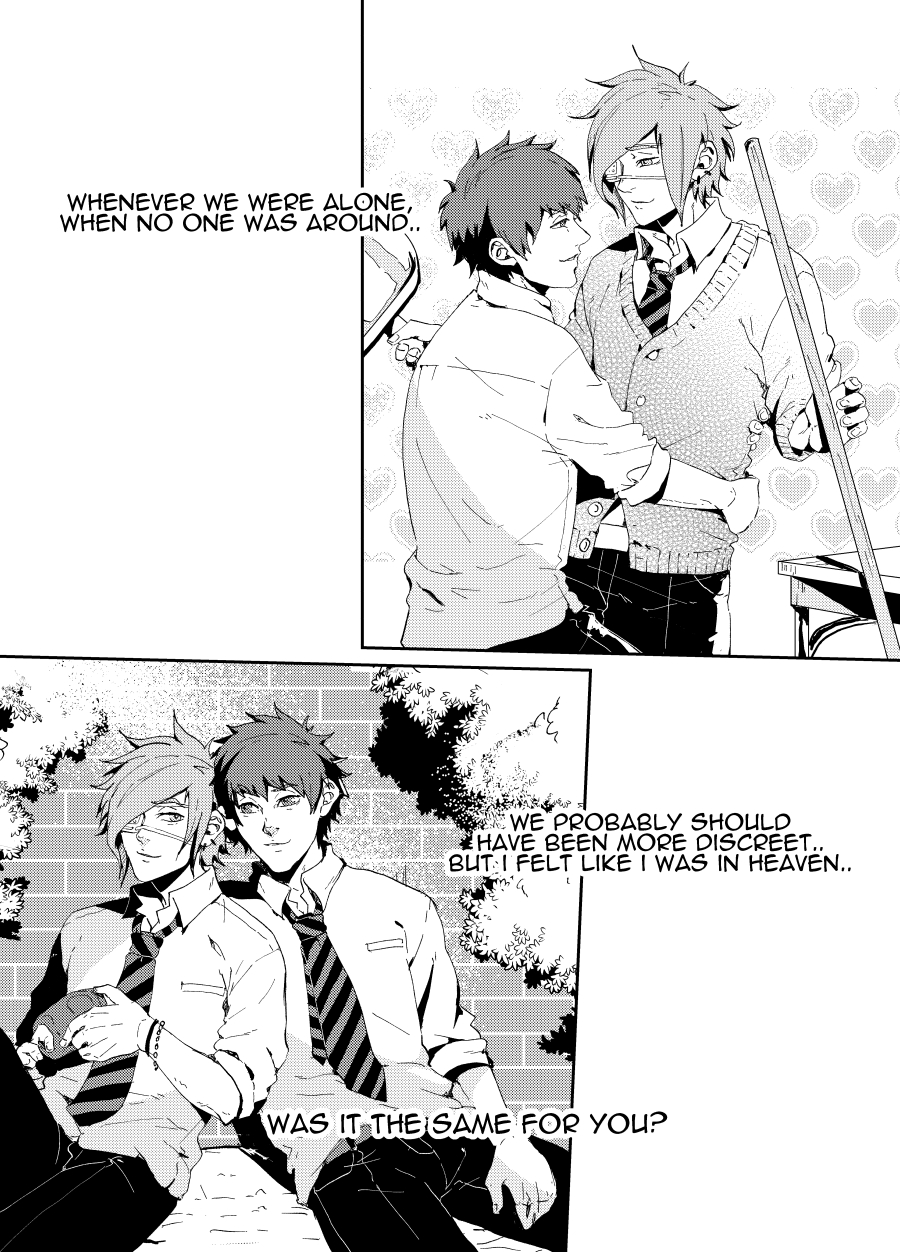 WHENEVER WE WERE ALONE,
WHEN NO ONE WAS AROUND..
WE PROBABLY SHOULD
HAVE BEEN MORE DISCREET..
BUT I FELT LIKE I WAS IN HEAVEN..
WAS IT THE SAME FOR YOU?